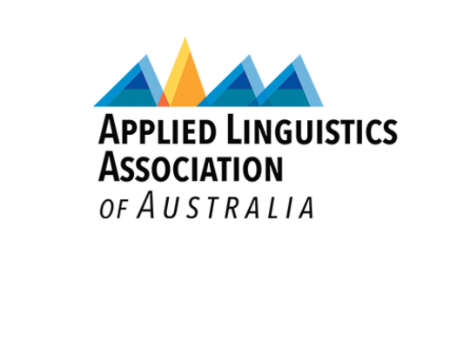 APPLIED LINGUISTICS
ASSOCIATION
OF AUSTRALIA